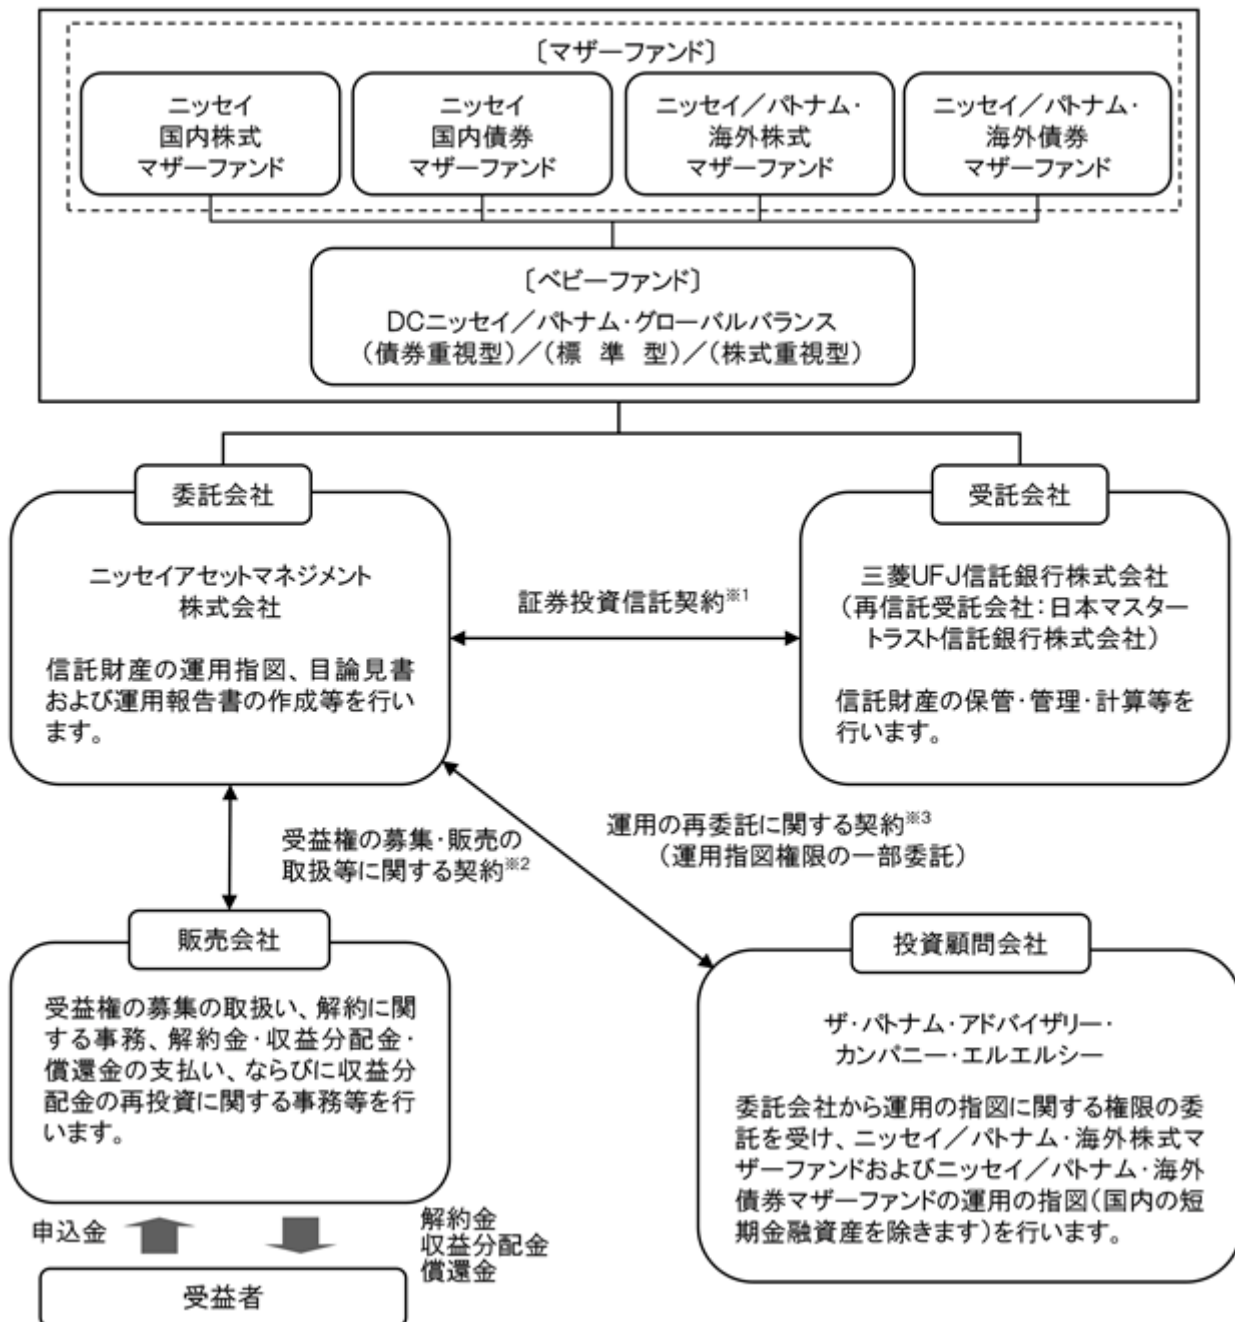 〔マザーファンド〕
ニッセイ
国内株式
マザーファンド
ニッセイ
国内債券
マザーファンド
ニッセイ／パトナム・
海外株式
マザーファンド
ニッセイ／パトナム・
海外債券
マザーファンド
〔ベビーファンド〕
DCニッセイ／パトナム・グローバルバランス
（債券重視型）／（標 準 型）／（株式重視型）
委託会社
ニッセイアセットマネジメント
株式会社
信託財産の運用指図、目論見書
および運用報告書の作成等を行い
ます。
証券投資信託契約※1
受託会社
三菱UFJ信託銀行株式会社
（再信託受託会社：日本マスター
トラスト信託銀行株式会社）
信託財産の保管・管理・計算等を
行います。
受益権の募集・販売の
取扱等に関する契約※2
運用の再委託に関する契約※3
（運用指図権限の一部委託）
販売会社
受益権の募集の取扱い、解約に関
する事務、解約金・収益分配金・
償還金の支払い、ならびに収益分
配金の再投資に関する事務等を行
います。
投資顧問会社
ザ・パトナム・アドバイザリー・
カンパニー・エルエルシー
委託会社から運用の指図に関する権限の委
託を受け、ニッセイ／パトナム・海外株式マ
ザーファンドおよびニッセイ／パトナム・海外
債券マザーファンドの運用の指図（国内の短
期金融資産を除きます）を行います。
申込金
解約金
収益分配金
償還金
受益者